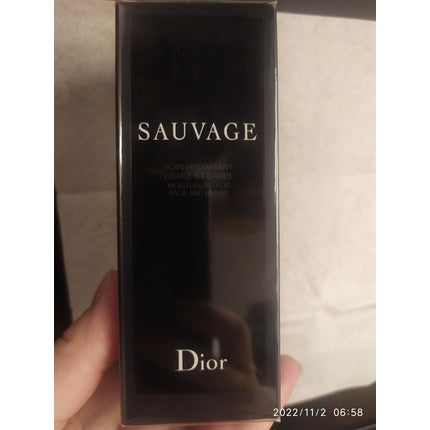 SAUVAGE
SOIN HYDRATANT
VISAGE ET BARBE
MOISTURIZER FOR
FACE AND BEARD
Dior
2022/11/2 06:58